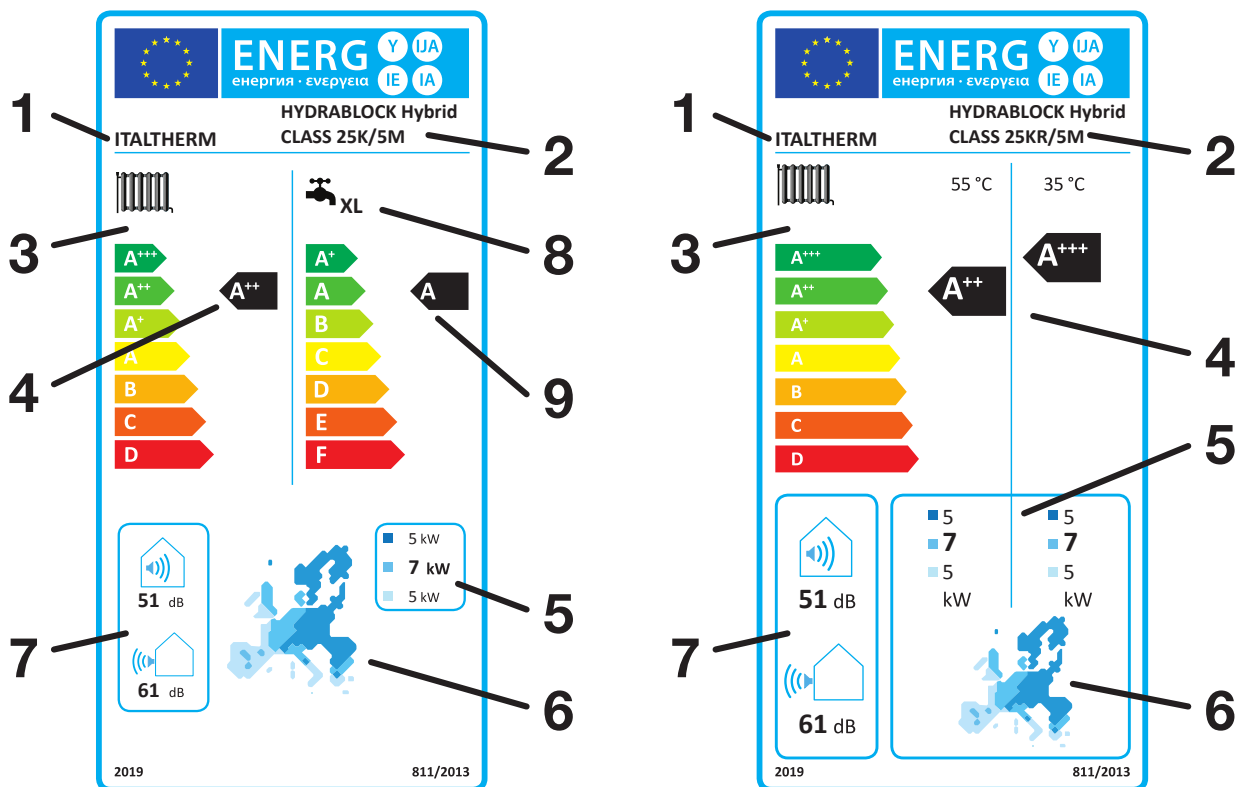 ENERG Y IJA
енергия · ενεργεια IE IA
HYDRABLOCK Hybrid
1
ITALTHERM CLASS 25K/5M
2
XL
3
8
A+++ A+
A++ A++ A A
A+ B
A C
4
9
B D
C E
D F
5 kW
7 kW
5 kW
51 dB
5
7
61 dB
6
2019 811/2013
ENERG Y IJA
енергия · ενεργεια IE IA
HYDRABLOCK Hybrid
1
ITALTHERM CLASS 25KR/5M
2
55 °C 35 °C
3
A+++ A+++
A++ A++
A+
4
A
B
C
5
D
5 5
7 7
5 5
kW kW
51 dB
7
6
61 dB
2019 811/2013